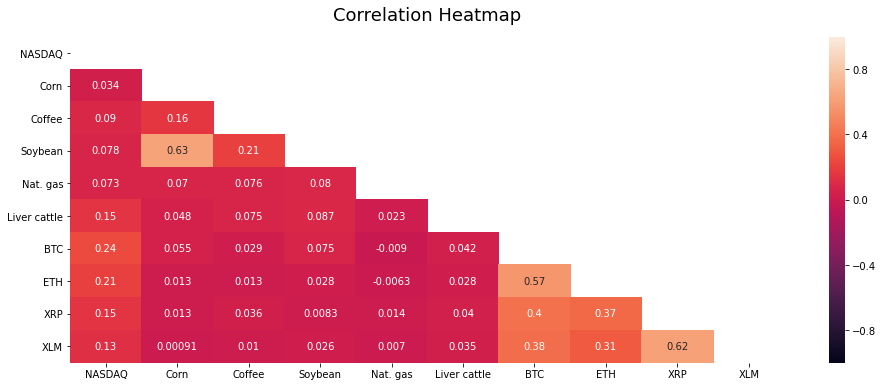 Correlation Heatmap
NASDAQ
Corn 0.034
Coffee 0.09 0.16
Soybean 0.078 0.63 0.21
Nat. gas 0.073 0.07 0.076 0.08
Liver cattle 0.15 0.048 0.075 0.087 0.023
BTC 0.24 0.055 0.029 0.075 -0.009 0.042
ETH 0.21 0.013 0.013 0.028 -0.0063 0.028 0.57
XRP 0.15 0.013 0.036 0.0083 0.014 0.04 0.4 0.37
XLM 0.13 0.00091 0.01 0.026 0.007 0.035 0.38 0.31 0.62
NASDAQ Corn Coffee Soybean Nat. gas Liver cattle BTC ETH XRP XLM
0.8
0.4
0.0
−0.4
−0.8